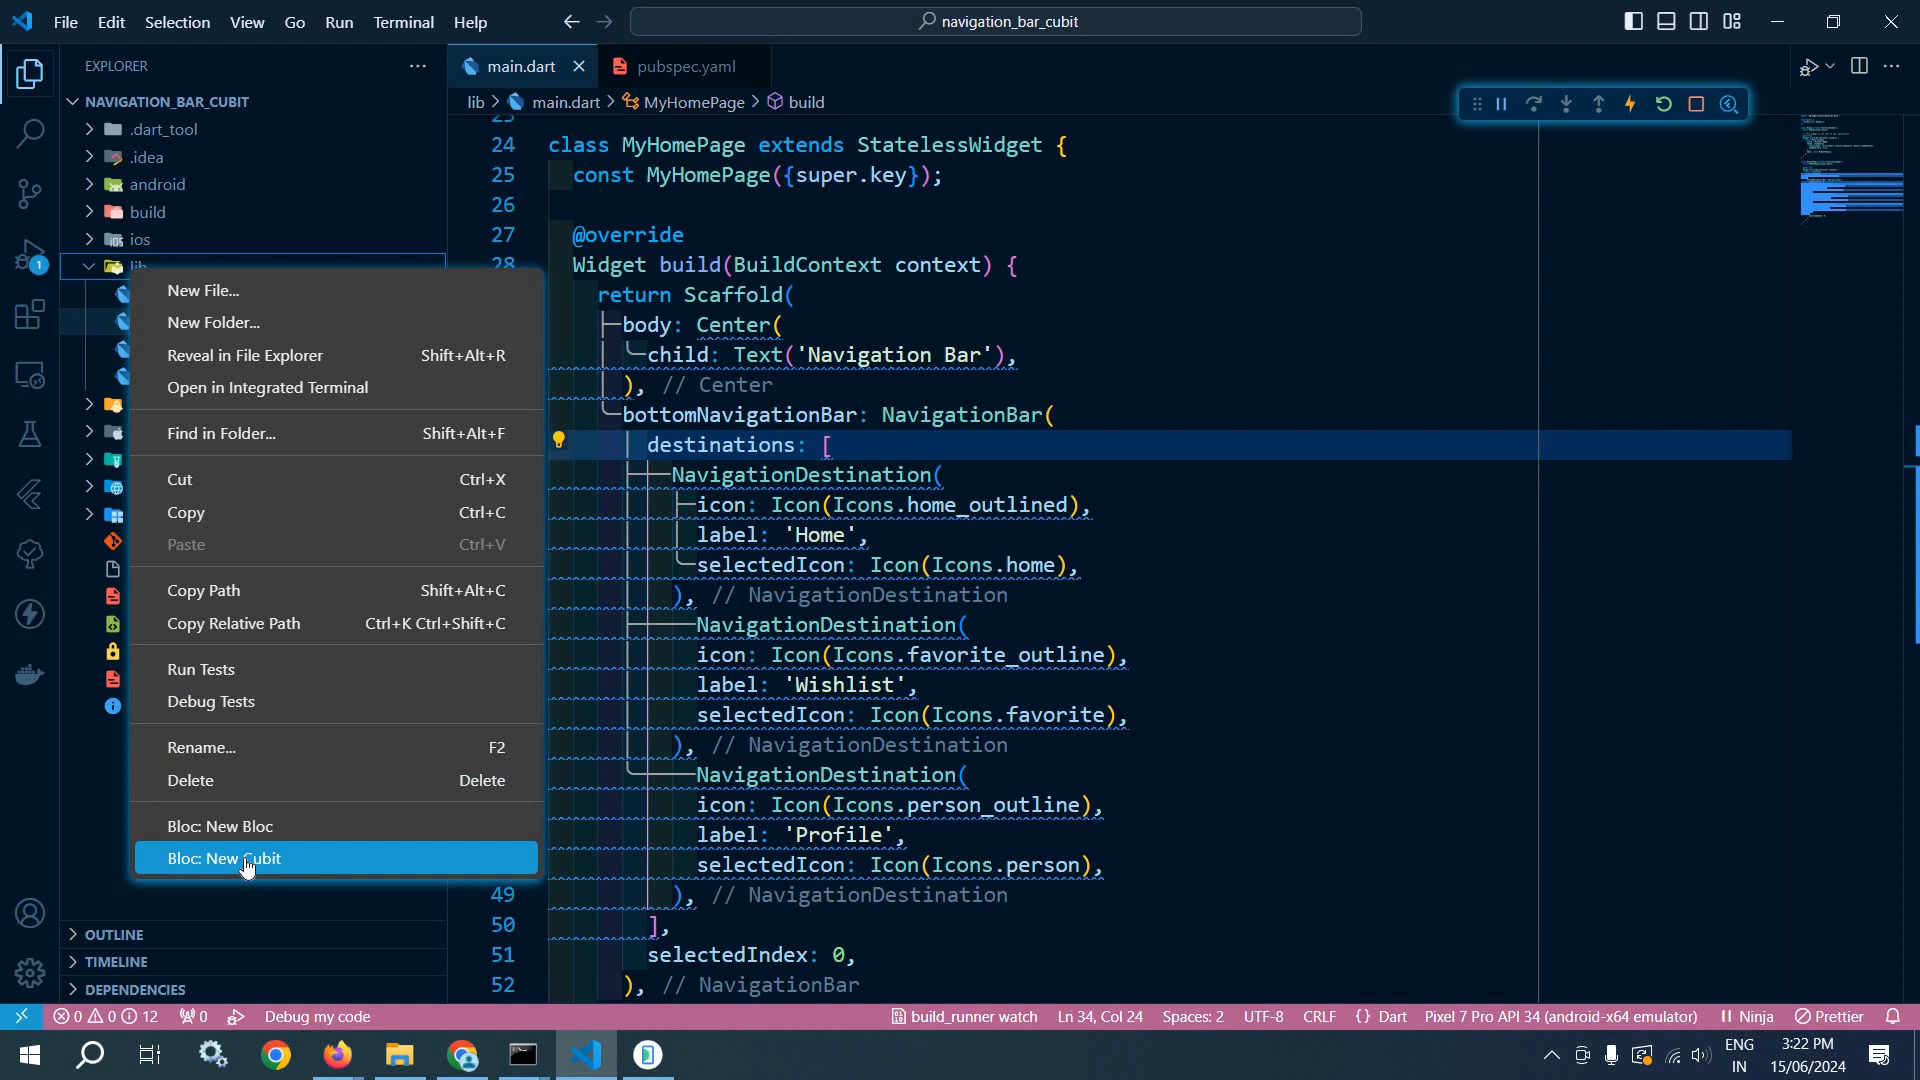 File Edit Selection View Go Run Terminal Help
navigation_bar_cubit
EXPLORER
main.dart
pubspec.yaml
NAVIGATION_BAR_CUBIT
lib > main.dart > MyHomePage > build
.dart_tool
.idea
android
build
ios
lib
New File...
New Folder...
Reveal in File Explorer Shift+Alt+R
Open in Integrated Terminal
Find in Folder... Shift+Alt+F
Cut Ctrl+X
Copy Ctrl+C
Paste Ctrl+V
Copy Path Shift+Alt+C
Copy Relative Path Ctrl+K Ctrl+Shift+C
Run Tests
Debug Tests
Rename... F2
Delete Delete
Bloc: New Bloc
Bloc: New Cubit
OUTLINE
TIMELINE
DEPENDENCIES
23
24 class MyHomePage extends StatelessWidget {
25 const MyHomePage({super.key});
26
27 @override
28 Widget build(BuildContext context) {
return Scaffold(
body: Center(
child: Text('Navigation Bar'),
), // Center
bottomNavigationBar: NavigationBar(
destinations: [
NavigationDestination(
icon: Icon(Icons.home_outlined),
label: 'Home',
selectedIcon: Icon(Icons.home),
), // NavigationDestination
NavigationDestination(
icon: Icon(Icons.favorite_outline),
label: 'Wishlist',
selectedIcon: Icon(Icons.favorite),
), // NavigationDestination
NavigationDestination(
icon: Icon(Icons.person_outline),
label: 'Profile',
selectedIcon: Icon(Icons.person),
49 ), // NavigationDestination
50 ],
51 selectedIndex: 0,
52 ), // NavigationBar
1
0 0 12 0 Debug my code
build_runner watch Ln 34, Col 24 Spaces: 2 UTF-8 CRLF {} Dart Pixel 7 Pro API 34 (android-x64 emulator) Ninja Prettier
ENG
IN
3:22 PM
15/06/2024